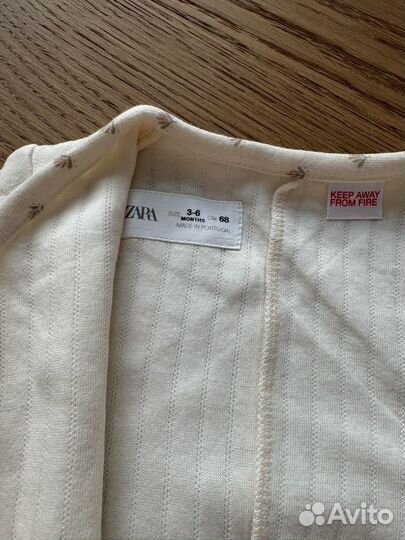 ZARA
SIZE 3-6 MONTHS CM 68
MADE IN PORTUGAL
KEEP AWAY
FROM FIRE
Avito